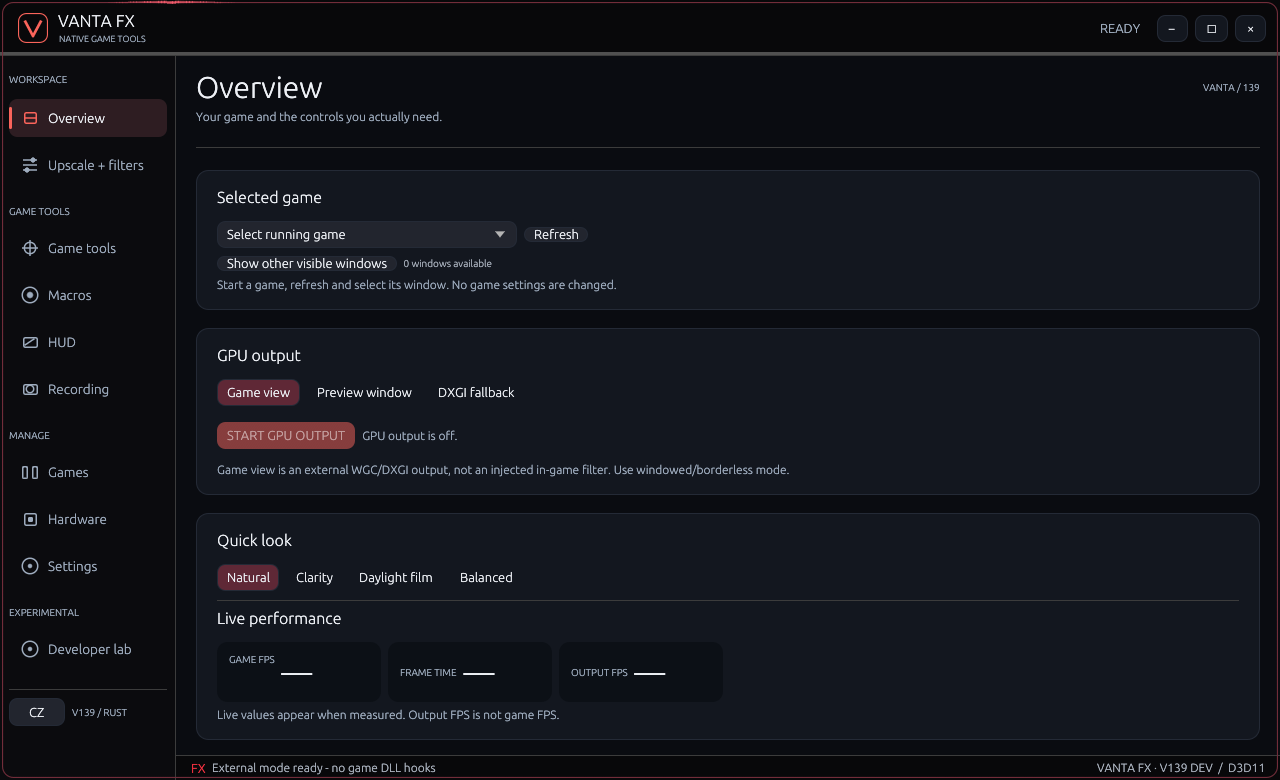 VANTA FX
NATIVE GAME TOOLS
READY
WORKSPACE
Overview
Upscale + filters
GAME TOOLS
Game tools
Macros
HUD
Recording
MANAGE
Games
Hardware
Settings
EXPERIMENTAL
Developer lab
CZ V139 / RUST
Overview
VANTA / 139
Your game and the controls you actually need.
Selected game
Select running game Refresh
Show other visible windows 0 windows available
Start a game, refresh and select its window. No game settings are changed.
GPU output
Game view Preview window DXGI fallback
START GPU OUTPUT GPU output is off.
Game view is an external WGC/DXGI output, not an injected in-game filter. Use windowed/borderless mode.
Quick look
Natural Clarity Daylight film Balanced
Live performance
GAME FPS — FRAME TIME — OUTPUT FPS —
Live values appear when measured. Output FPS is not game FPS.
FX External mode ready - no game DLL hooks
VANTA FX · V139 DEV / D3D11